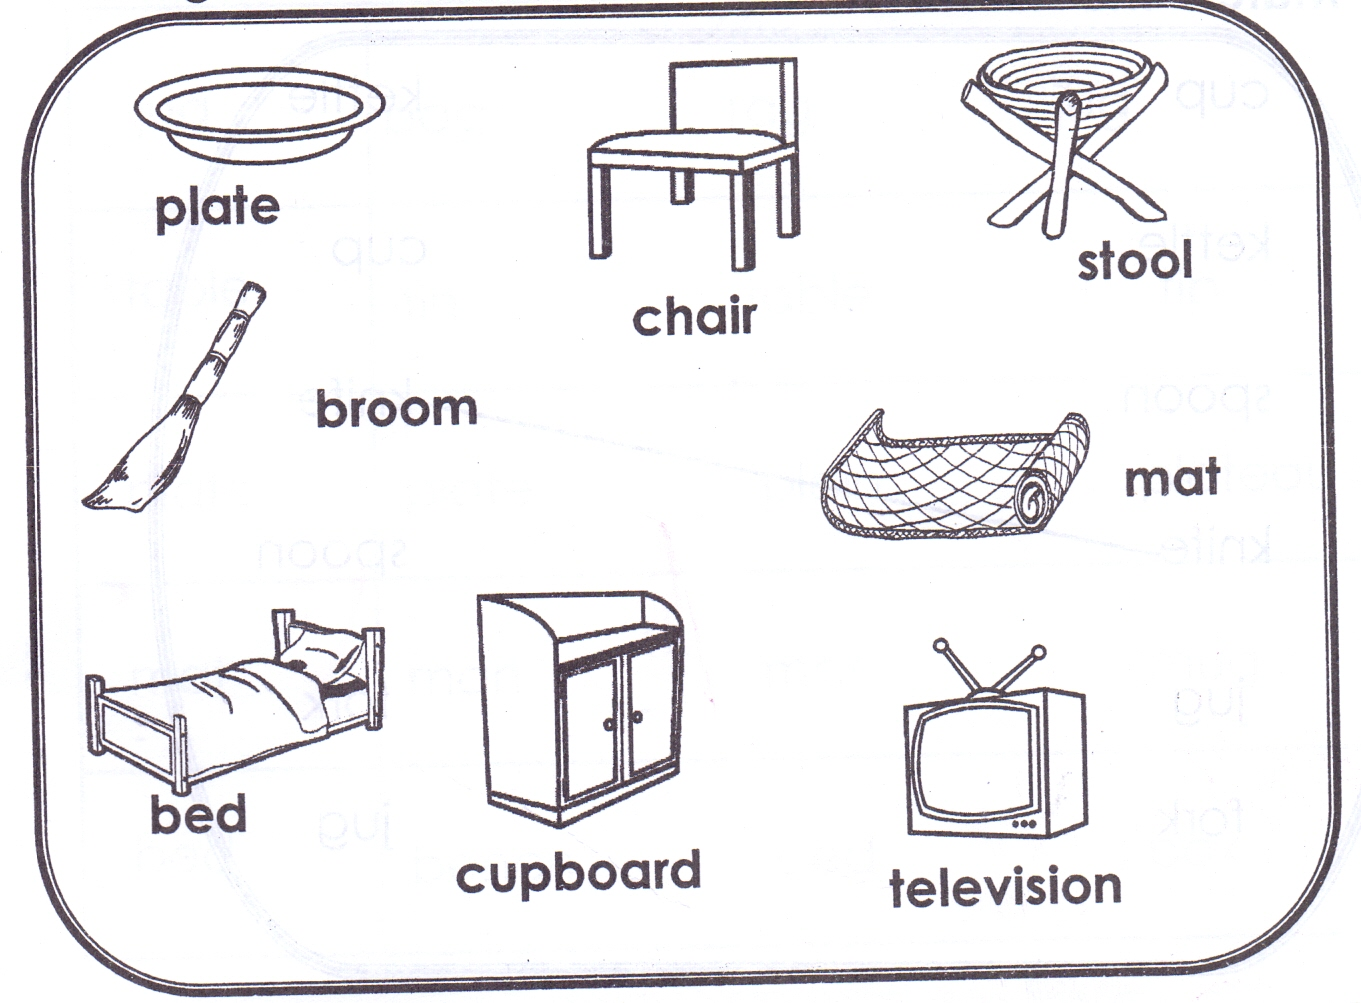 plate
chair
stool
broom
mat
bed
cupboard
television